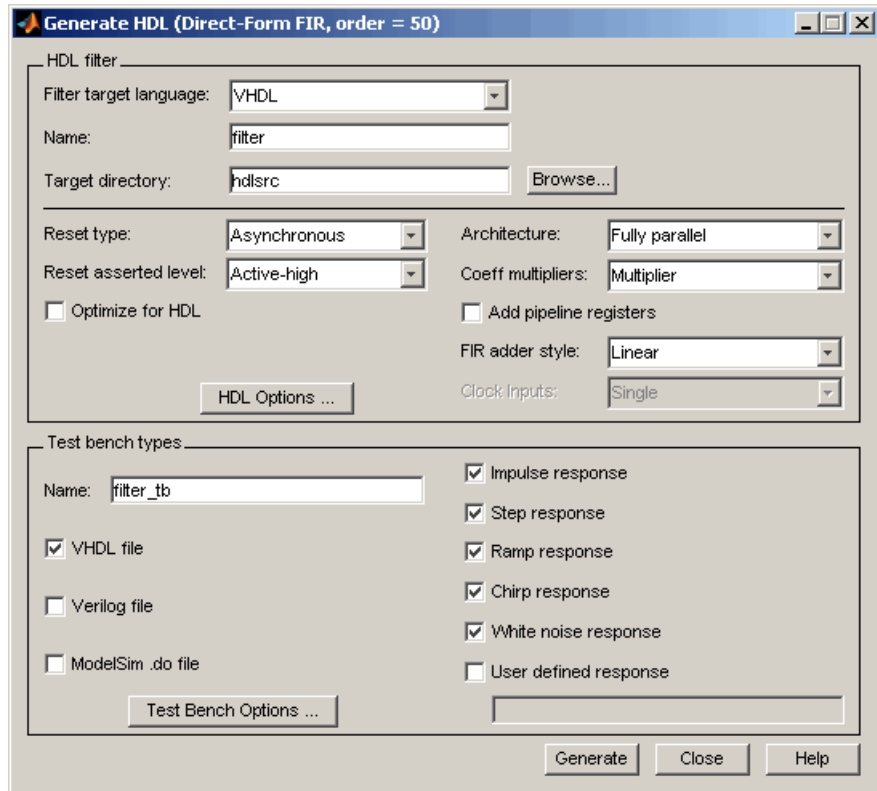 Generate HDL (Direct-Form FIR, order = 50)
HDL filter
Filter target language: VHDL
Name: filter
Target directory: hdlsrc Browse...
Reset type: Asynchronous
Reset asserted level: Active-high
Optimize for HDL
HDL Options ...
Architecture: Fully parallel
Coeff multipliers: Multiplier
Add pipeline registers
FIR adder style: Linear
Clock Inputs: Single
Test bench types
Name: filter_tb
VHDL file
Verilog file
ModelSim .do file
Test Bench Options ...
Impulse response
Step response
Ramp response
Chirp response
White noise response
User defined response
Generate Close Help